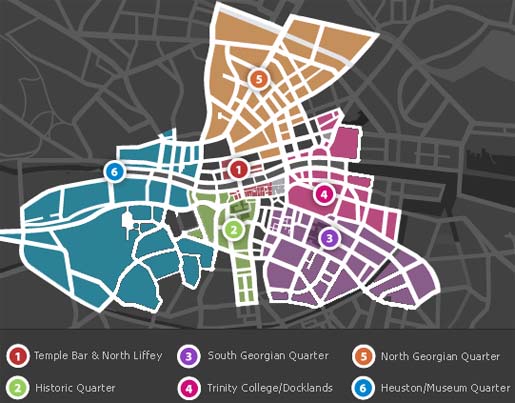 5
6
1
4
2
3
1 Temple Bar & North Liffey
3 South Georgian Quarter
5 North Georgian Quarter
2 Historic Quarter
4 Trinity College/Docklands
6 Heuston/Museum Quarter